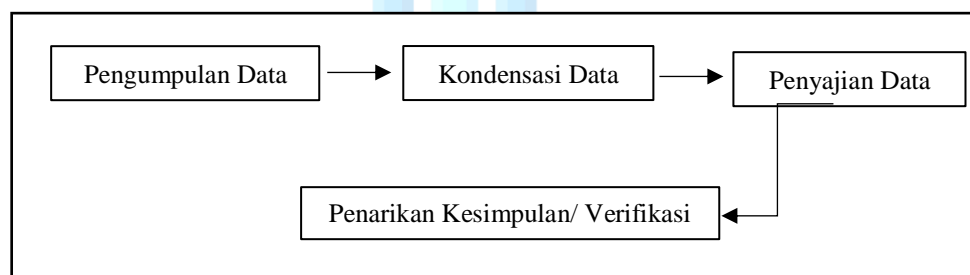 Pengumpulan Data
Kondensasi Data
Penyajian Data
Penarikan Kesimpulan/ Verifikasi